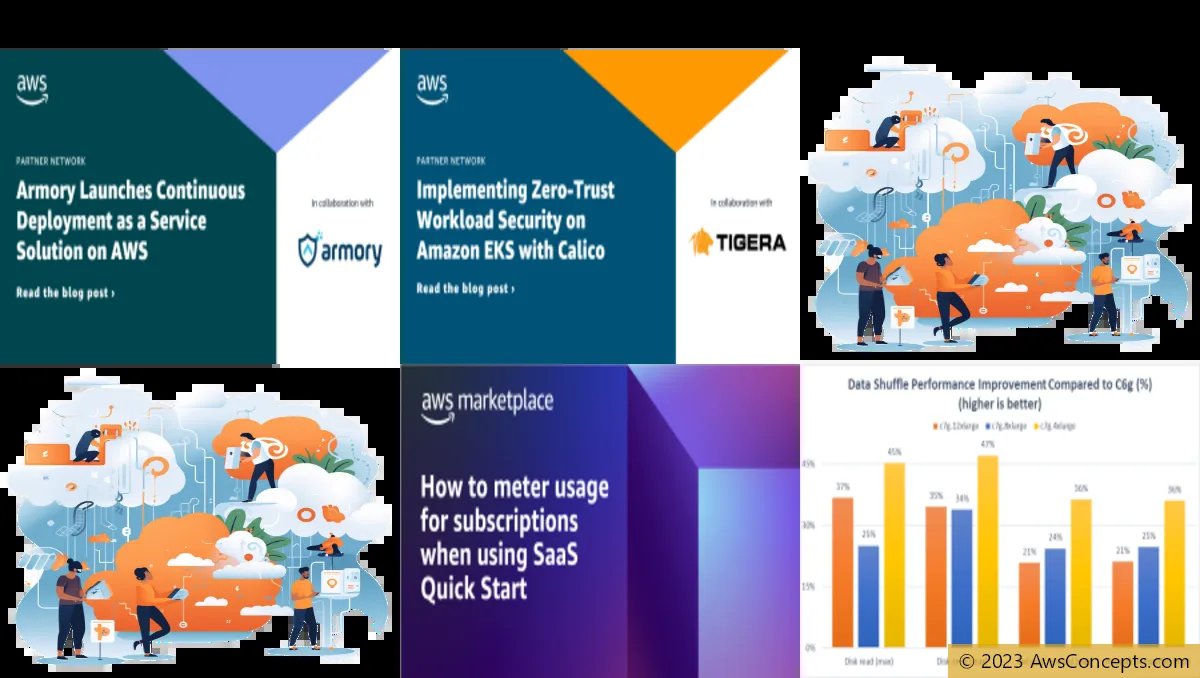 aws
PARTNER NETWORK
Armory Launches Continuous
Deployment as a Service
Solution on AWS
Read the blog post ›
In collaboration with
armory
aws
PARTNER NETWORK
Implementing Zero-Trust
Workload Security on
Amazon EKS with Calico
Read the blog post ›
In collaboration with
TIGERA
aws marketplace
How to meter usage
for subscriptions
when using SaaS
Quick Start
Data Shuffle Performance Improvement Compared to C6g (%)
(higher is better)
c7g.12xlarge c7g.8xlarge c7g.4xlarge
45%
30%
15%
0%
37% 25% 45%
35% 34% 47%
21% 24% 36%
21% 25% 36%
Disk read (max)
© 2023 AwsConcepts.com